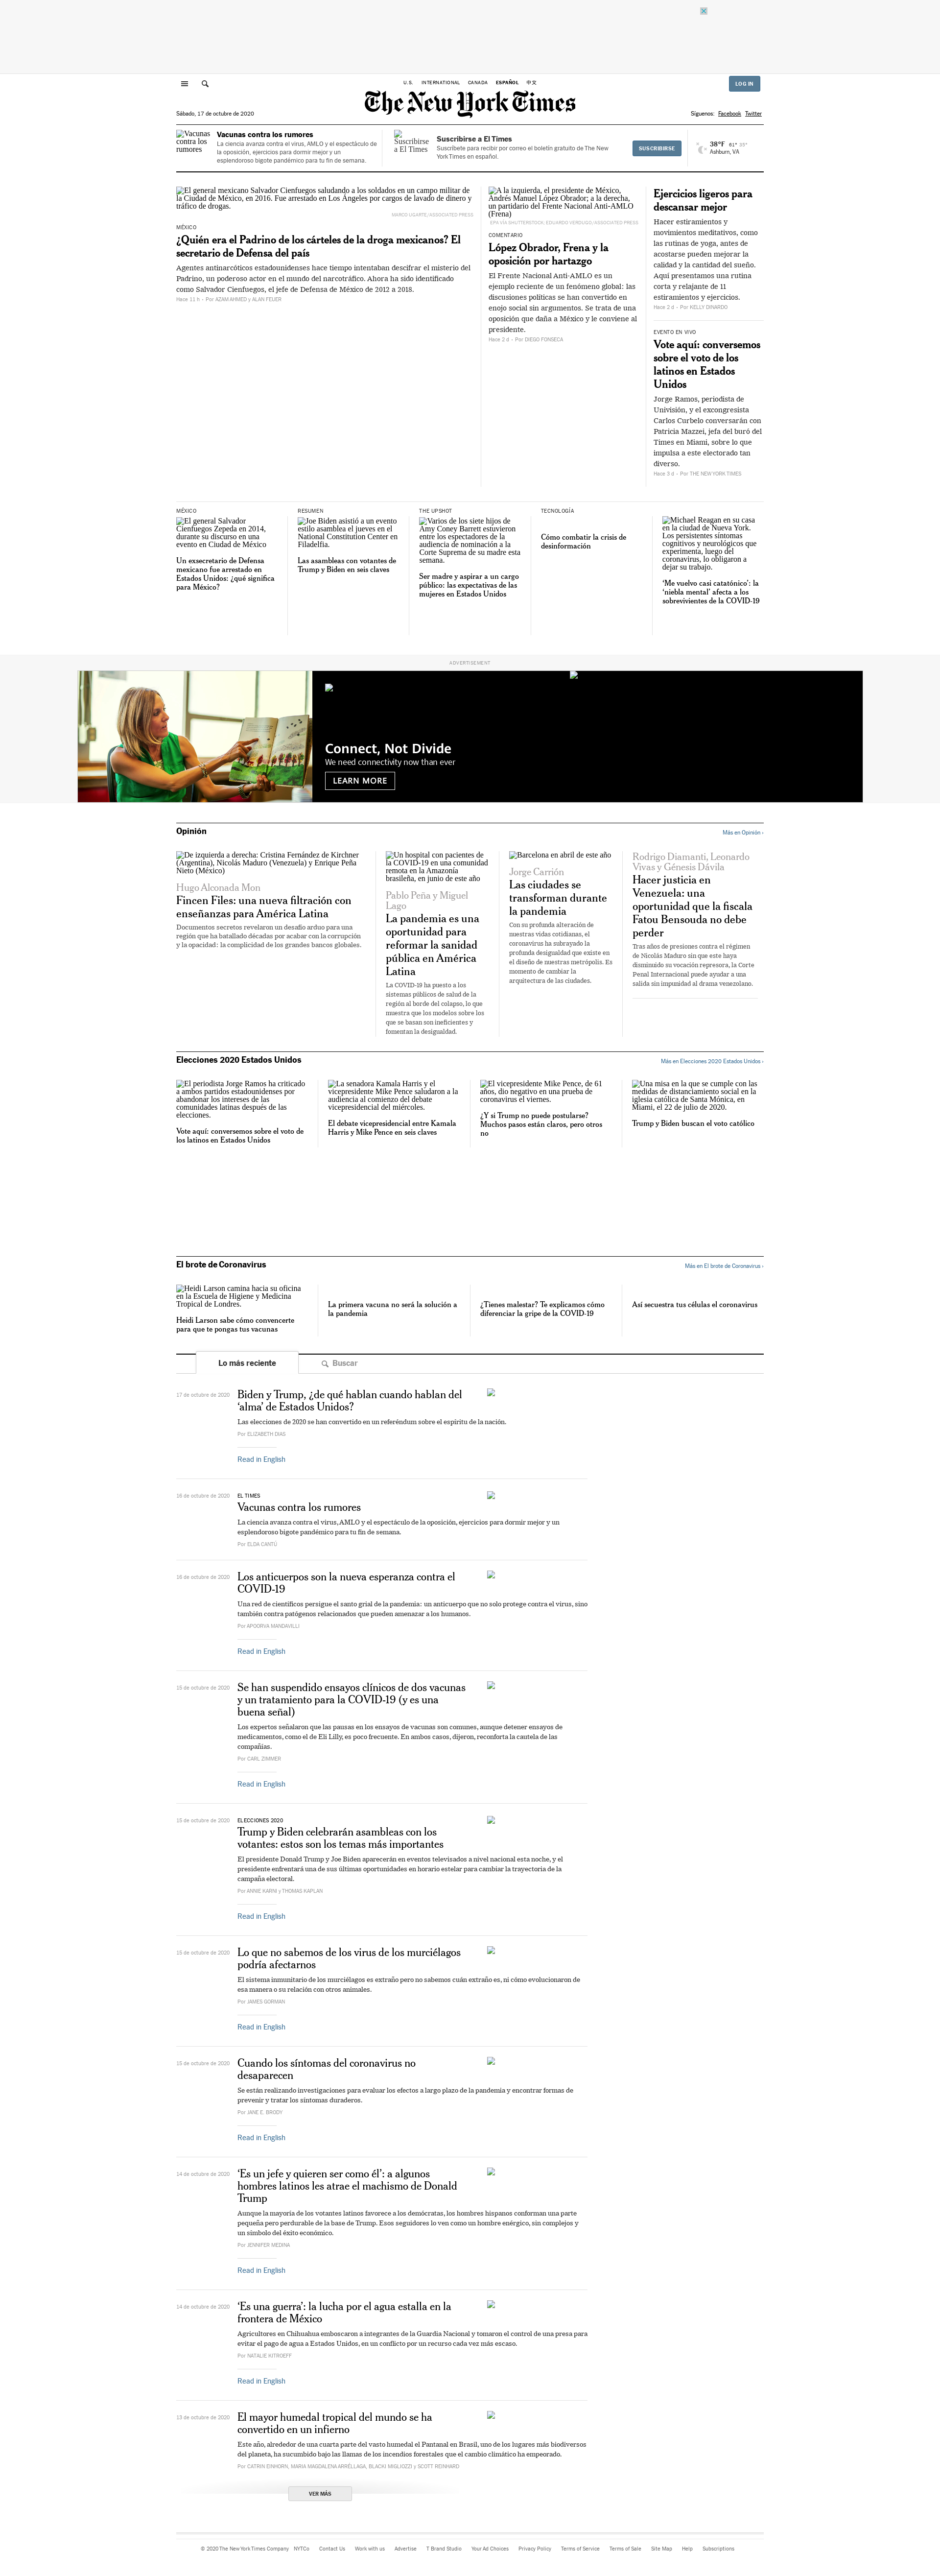 U.S. INTERNATIONAL CANADA ESPAÑOL 中文
LOG IN
The New York Times
Sábado, 17 de octubre de 2020
Síguenos: Facebook Twitter
Vacunas contra los rumores
Vacunas contra los rumores
La ciencia avanza contra el virus, AMLO y el espectáculo de
la oposición, ejercicios para dormir mejor y un
esplendoroso bigote pandémico para tu fin de semana.
Suscribirse a El Times
Suscribirse a El Times
Suscríbete para recibir por correo el boletín gratuito de The New
York Times en español.
SUSCRIBIRSE
38°F 61° 35°
Ashburn, VA
El general mexicano Salvador Cienfuegos saludando a los soldados en un campo militar de
la Ciudad de México, en 2016. Fue arrestado en Los Ángeles por cargos de lavado de dinero y
tráfico de drogas.
MARCO UGARTE/ASSOCIATED PRESS
MÉXICO
¿Quién era el Padrino de los cárteles de la droga mexicanos? El
secretario de Defensa del país
Agentes antinarcóticos estadounidenses hace tiempo intentaban descifrar el misterio del
Padrino, un poderoso actor criminal del narcotráfico. Ahora ha sido identificado
como Salvador Cienfuegos, el jefe de Defensa de México de 2012 a 2018.
Hace 11 h – Por AZAM AHMED y ALAN FEUER
A la izquierda, el presidente de México,
Andrés Manuel López Obrador; a la derecha,
un partidario del Frente Nacional Anti-AMLO
(Frena)
EPA VÍA SHUTTERSTOCK; EDUARDO VERDUGO/ASSOCIATED PRESS
COMENTARIO
López Obrador, Frena y la
oposición por hartazgo
El Frente Nacional Anti-AMLO es un
ejemplo reciente de un fenómeno global: las
discusiones políticas se han convertido en
enojo social sin argumentos. Se trata de una
oposición que daña a México y le conviene al
presidente.
Hace 2 d – Por DIEGO FONSECA
Ejercicios ligeros para
descansar mejor
Hacer estiramientos y
movimientos meditativos, como
las rutinas de yoga, antes de
acostarse pueden mejorar la
calidad y la cantidad del sueño.
Aquí presentamos una rutina
corta y relajante de 11
estiramientos y ejercicios.
Hace 2 d – Por KELLY DINARDO
EVENTO EN VIVO
Vote aquí: conversemos
sobre el voto de los
latinos en Estados
Unidos
Jorge Ramos, periodista de
Univisión, y el excongresista
Carlos Curbelo conversarán con
Patricia Mazzei, jefa del buró del
Times en Miami, sobre lo que
impulsa a este electorado tan
diverso.
Hace 3 d – Por THE NEW YORK TIMES
MÉXICO
El general Salvador
Cienfuegos Zepeda en 2014,
durante su discurso en una
evento en Ciudad de México
Un exsecretario de Defensa
mexicano fue arrestado en
Estados Unidos: ¿qué significa
para México?
RESUMEN
Joe Biden asistió a un evento
estilo asamblea el jueves en el
National Constitution Center en
Filadelfia.
Las asambleas con votantes de
Trump y Biden en seis claves
THE UPSHOT
Varios de los siete hijos de
Amy Coney Barrett estuvieron
entre los espectadores de la
audiencia de nominación a la
Corte Suprema de su madre esta
semana.
Ser madre y aspirar a un cargo
público: las expectativas de las
mujeres en Estados Unidos
TECNOLOGÍA
Cómo combatir la crisis de
desinformación
Michael Reagan en su casa
en la ciudad de Nueva York.
Los persistentes síntomas
cognitivos y neurológicos que
experimenta, luego del
coronavirus, lo obligaron a
dejar su trabajo.
'Me vuelvo casi catatónico': la
'niebla mental' afecta a los
sobrevivientes de la COVID-19
ADVERTISEMENT
Connect, Not Divide
We need connectivity now than ever
LEARN MORE
Opinión
Más en Opinión ›
De izquierda a derecha: Cristina Fernández de Kirchner
(Argentina), Nicolás Maduro (Venezuela) y Enrique Peña
Nieto (México)
Hugo Alconada Mon
Fincen Files: una nueva filtración con
enseñanzas para América Latina
Documentos secretos revelaron un desafío arduo para una
región que ha batallado décadas por acabar con la corrupción
y la opacidad: la complicidad de los grandes bancos globales.
Un hospital con pacientes de
la COVID-19 en una comunidad
remota en la Amazonía
brasileña, en junio de este año
Pablo Peña y Miguel
Lago
La pandemia es una
oportunidad para
reformar la sanidad
pública en América
Latina
La COVID-19 ha puesto a los
sistemas públicos de salud de la
región al borde del colapso, lo que
muestra que los modelos sobre los
que se basan son ineficientes y
fomentan la desigualdad.
Barcelona en abril de este año
Jorge Carrión
Las ciudades se
transforman durante
la pandemia
Con su profunda alteración de
nuestras vidas cotidianas, el
coronavirus ha subrayado la
profunda desigualdad que existe en
el diseño de nuestras metrópolis. Es
momento de cambiar la
arquitectura de las ciudades.
Rodrigo Diamanti, Leonardo
Vivas y Génesis Dávila
Hacer justicia en
Venezuela: una
oportunidad que la fiscala
Fatou Bensouda no debe
perder
Tras años de presiones contra el régimen
de Nicolás Maduro sin que este haya
disminuido su vocación represora, la Corte
Penal Internacional puede ayudar a una
salida sin impunidad al drama venezolano.
Elecciones 2020 Estados Unidos
Más en Elecciones 2020 Estados Unidos ›
El periodista Jorge Ramos ha criticado
a ambos partidos estadounidenses por
abandonar los intereses de las
comunidades latinas después de las
elecciones.
Vote aquí: conversemos sobre el voto de
los latinos en Estados Unidos
La senadora Kamala Harris y el
vicepresidente Mike Pence saludaron a la
audiencia al comienzo del debate
vicepresidencial del miércoles.
El debate vicepresidencial entre Kamala
Harris y Mike Pence en seis claves
El vicepresidente Mike Pence, de 61
años, dio negativo en una prueba de
coronavirus el viernes.
¿Y si Trump no puede postularse?
Muchos pasos están claros, pero otros
no
Una misa en la que se cumple con las
medidas de distanciamiento social en la
iglesia católica de Santa Mónica, en
Miami, el 22 de julio de 2020.
Trump y Biden buscan el voto católico
El brote de Coronavirus
Más en El brote de Coronavirus ›
Heidi Larson camina hacia su oficina
en la Escuela de Higiene y Medicina
Tropical de Londres.
Heidi Larson sabe cómo convencerte
para que te pongas tus vacunas
La primera vacuna no será la solución a
la pandemia
¿Tienes malestar? Te explicamos cómo
diferenciar la gripe de la COVID-19
Así secuestra tus células el coronavirus
Lo más reciente
Buscar
17 de octubre de 2020
Biden y Trump, ¿de qué hablan cuando hablan del
'alma' de Estados Unidos?
Las elecciones de 2020 se han convertido en un referéndum sobre el espíritu de la nación.
Por ELIZABETH DIAS
Read in English
16 de octubre de 2020
EL TIMES
Vacunas contra los rumores
La ciencia avanza contra el virus, AMLO y el espectáculo de la oposición, ejercicios para dormir mejor y un
esplendoroso bigote pandémico para tu fin de semana.
Por ELDA CANTÚ
16 de octubre de 2020
Los anticuerpos son la nueva esperanza contra el
COVID-19
Una red de científicos persigue el santo grial de la pandemia: un anticuerpo que no solo protege contra el virus, sino
también contra patógenos relacionados que pueden amenazar a los humanos.
Por APOORVA MANDAVILLI
Read in English
15 de octubre de 2020
Se han suspendido ensayos clínicos de dos vacunas
y un tratamiento para la COVID-19 (y es una
buena señal)
Los expertos señalaron que las pausas en los ensayos de vacunas son comunes, aunque detener ensayos de
medicamentos, como el de Eli Lilly, es poco frecuente. En ambos casos, dijeron, reconforta la cautela de las
compañías.
Por CARL ZIMMER
Read in English
15 de octubre de 2020
ELECCIONES 2020
Trump y Biden celebrarán asambleas con los
votantes: estos son los temas más importantes
El presidente Donald Trump y Joe Biden aparecerán en eventos televisados a nivel nacional esta noche, y el
presidente enfrentará una de sus últimas oportunidades en horario estelar para cambiar la trayectoria de la
campaña electoral.
Por ANNIE KARNI y THOMAS KAPLAN
Read in English
15 de octubre de 2020
Lo que no sabemos de los virus de los murciélagos
podría afectarnos
El sistema inmunitario de los murciélagos es extraño pero no sabemos cuán extraño es, ni cómo evolucionaron de
esa manera o su relación con otros animales.
Por JAMES GORMAN
Read in English
15 de octubre de 2020
Cuando los síntomas del coronavirus no
desaparecen
Se están realizando investigaciones para evaluar los efectos a largo plazo de la pandemia y encontrar formas de
prevenir y tratar los síntomas duraderos.
Por JANE E. BRODY
Read in English
14 de octubre de 2020
'Es un jefe y quieren ser como él': a algunos
hombres latinos les atrae el machismo de Donald
Trump
Aunque la mayoría de los votantes latinos favorece a los demócratas, los hombres hispanos conforman una parte
pequeña pero perdurable de la base de Trump. Esos seguidores lo ven como un hombre enérgico, sin complejos y
un símbolo del éxito económico.
Por JENNIFER MEDINA
Read in English
14 de octubre de 2020
'Es una guerra': la lucha por el agua estalla en la
frontera de México
Agricultores en Chihuahua emboscaron a integrantes de la Guardia Nacional y tomaron el control de una presa para
evitar el pago de agua a Estados Unidos, en un conflicto por un recurso cada vez más escaso.
Por NATALIE KITROEFF
Read in English
13 de octubre de 2020
El mayor humedal tropical del mundo se ha
convertido en un infierno
Este año, alrededor de una cuarta parte del vasto humedal el Pantanal en Brasil, uno de los lugares más biodiversos
del planeta, ha sucumbido bajo las llamas de los incendios forestales que el cambio climático ha empeorado.
Por CATRIN EINHORN, MARIA MAGDALENA ARRÉLLAGA, BLACKI MIGLIOZZI y SCOTT REINHARD
VER MÁS
© 2020 The New York Times Company NYTCo Contact Us Work with us Advertise T Brand Studio Your Ad Choices Privacy Policy Terms of Service Terms of Sale Site Map Help Subscriptions